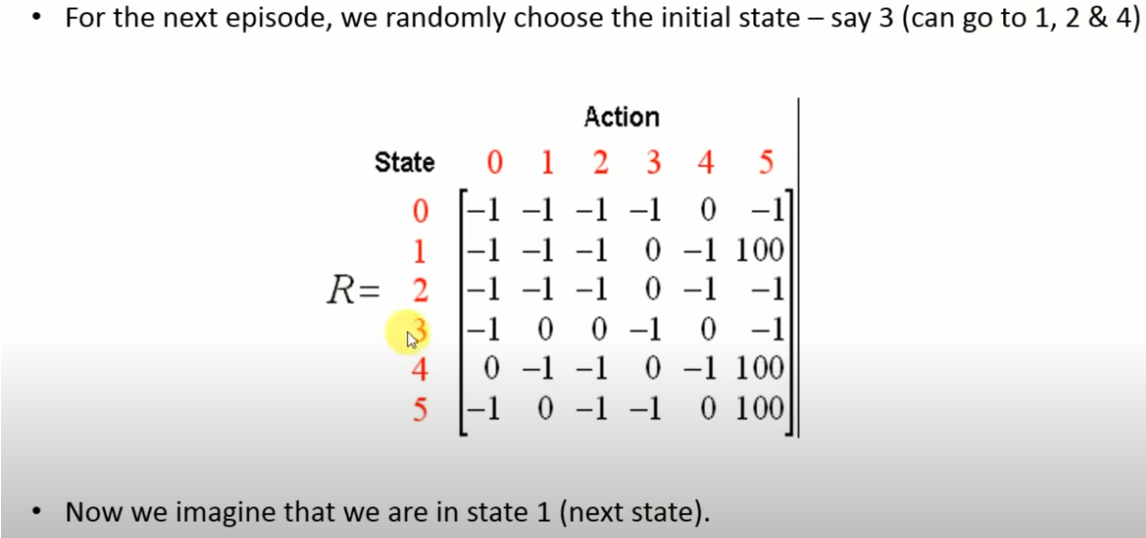 • For the next episode, we randomly choose the initial state – say 3 (can go to 1, 2 & 4)
Action
State 0 1 2 3 4 5
0 [−1 −1 −1 −1 0 −1]
1 −1 −1 −1 0 −1 100
R= 2 −1 −1 −1 0 −1 −1
3 −1 0 0 −1 0 −1
4 0 −1 −1 0 −1 100
5 −1 0 −1 −1 0 100
• Now we imagine that we are in state 1 (next state).